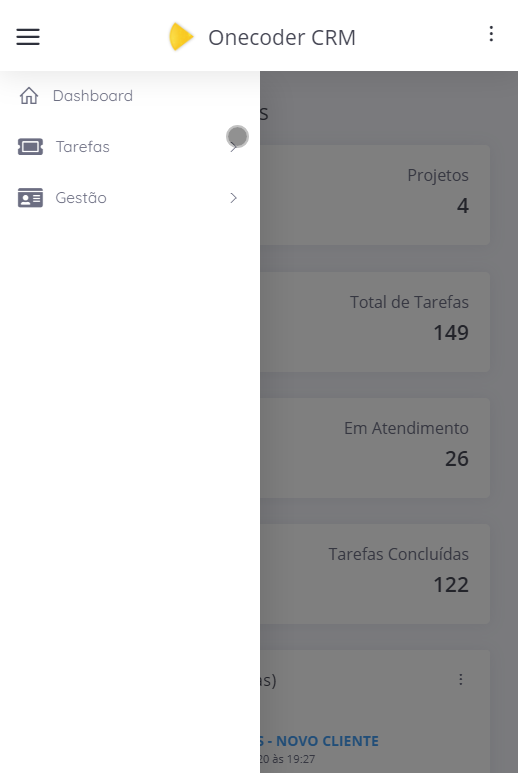 Onecoder CRM
Dashboard
Tarefas
Gestão
s
Projetos
4
Total de Tarefas
149
Em Atendimento
26
Tarefas Concluídas
122
as)
- NOVO CLIENTE
20 às 19:27